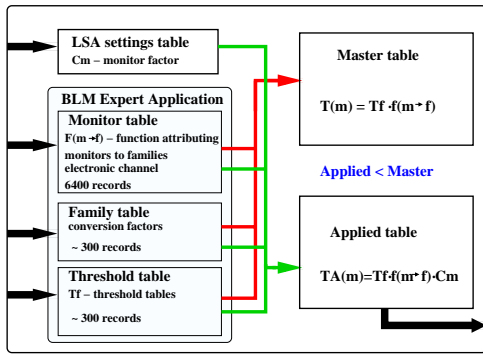 LSA settings table
Cm – monitor factor
BLM Expert Application
Monitor table
F(m→f) – function attributing
monitors to families
electronic channel
6400 records
Family table
conversion factors
~ 300 records
Threshold table
Tf – threshold tables
~ 300 records
Master table
T(m) = Tf ·f(m→f)
Applied < Master
Applied table
TA(m)=Tf·f(m→f)·Cm